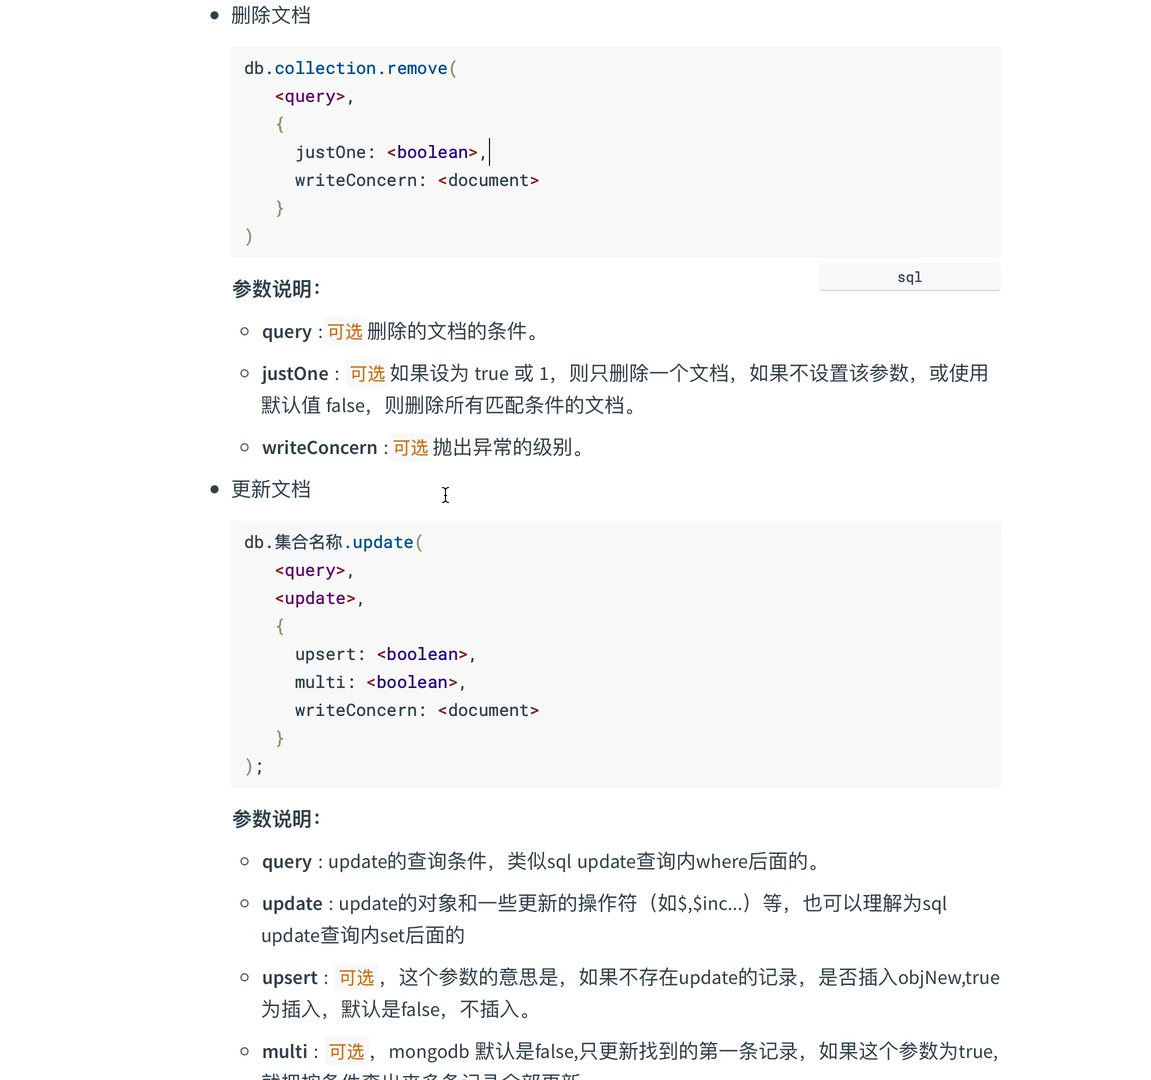 删除文档
db.collection.remove(
<query>,
{
justOne: <boolean>,
writeConcern: <document>
}
)
sql
参数说明：
query : 可选 删除的文档的条件。
justOne : 可选 如果设为 true 或 1，则只删除一个文档，如果不设置该参数，或使用
默认值 false，则删除所有匹配条件的文档。
writeConcern : 可选 抛出异常的级别。
更新文档
db.集合名称.update(
<query>,
<update>,
{
upsert: <boolean>,
multi: <boolean>,
writeConcern: <document>
}
);
参数说明：
query : update的查询条件，类似sql update查询内where后面的。
update : update的对象和一些更新的操作符（如$,$inc...）等，也可以理解为sql
update查询内set后面的
upsert : 可选 ，这个参数的意思是，如果不存在update的记录，是否插入objNew,true
为插入，默认是false，不插入。
multi : 可选 ，mongodb 默认是false,只更新找到的第一条记录，如果这个参数为true,